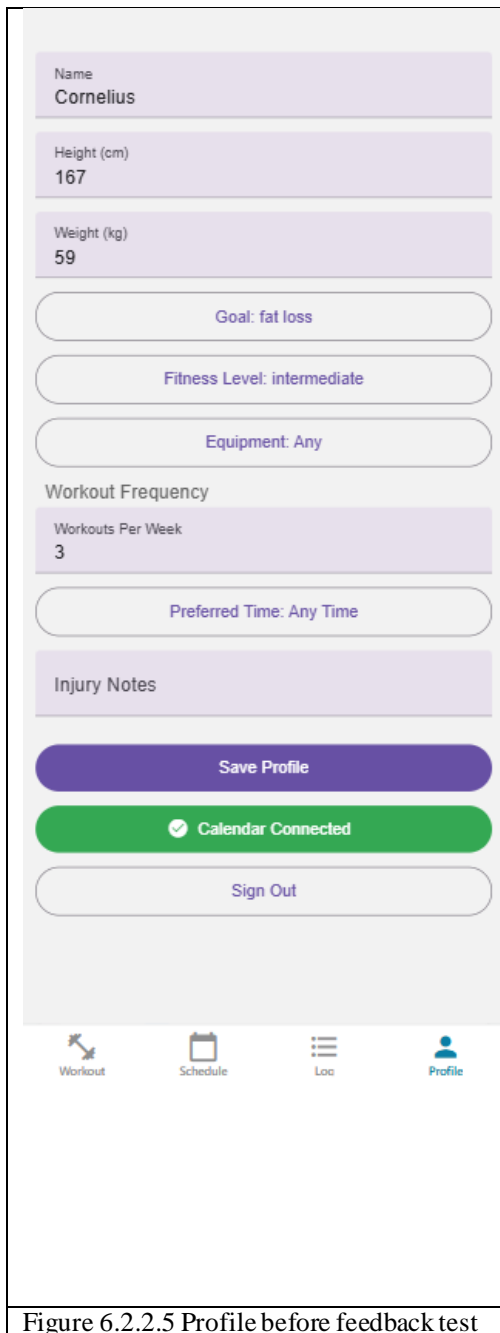 Name
Cornelius
Height (cm)
167
Weight (kg)
59
Goal: fat loss
Fitness Level: intermediate
Equipment: Any
Workout Frequency
Workouts Per Week
3
Preferred Time: Any Time
Injury Notes
Save Profile
Calendar Connected
Sign Out
Workout Schedule Log Profile
Figure 6.2.2.5 Profile before feedback test